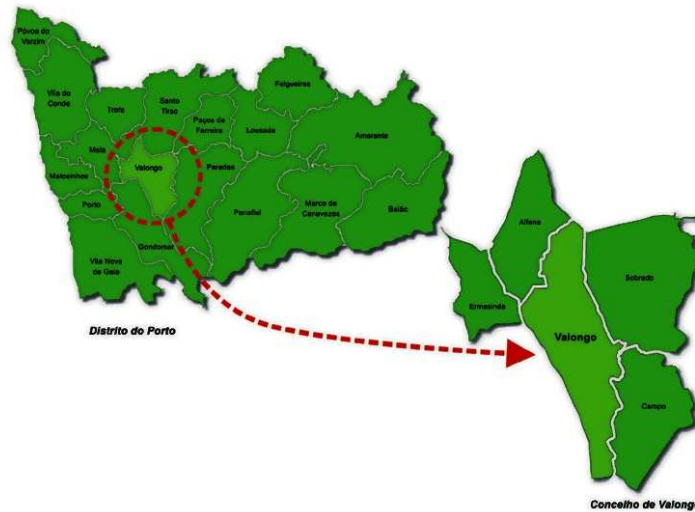 Póvoa do
Varzim
Vila do
Conde
Trofa
Santo
Tirso
Felgueiras
Paços de
Ferreira
Lousada
Amarante
Maia
Valongo
Paredes
Matosinhos
Porto
Penafiel
Marco de
Canavezes
Baião
Gondomar
Vila Nova
de Gaia
Distrito do Porto
Alfena
Ermesinde
Sobrado
Valongo
Campo
Concelho de Valongo